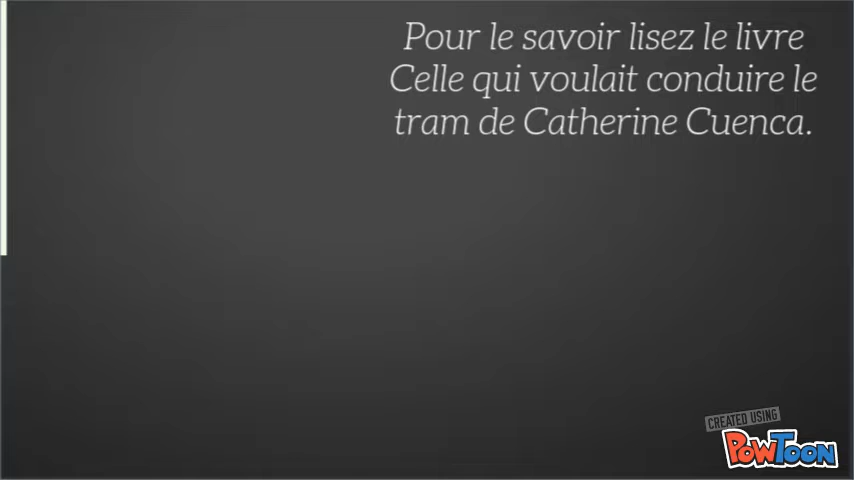 Pour le savoir lisez le livre
Celle qui voulait conduire le
tram de Catherine Cuenca.
CREATED USING
POWTOON